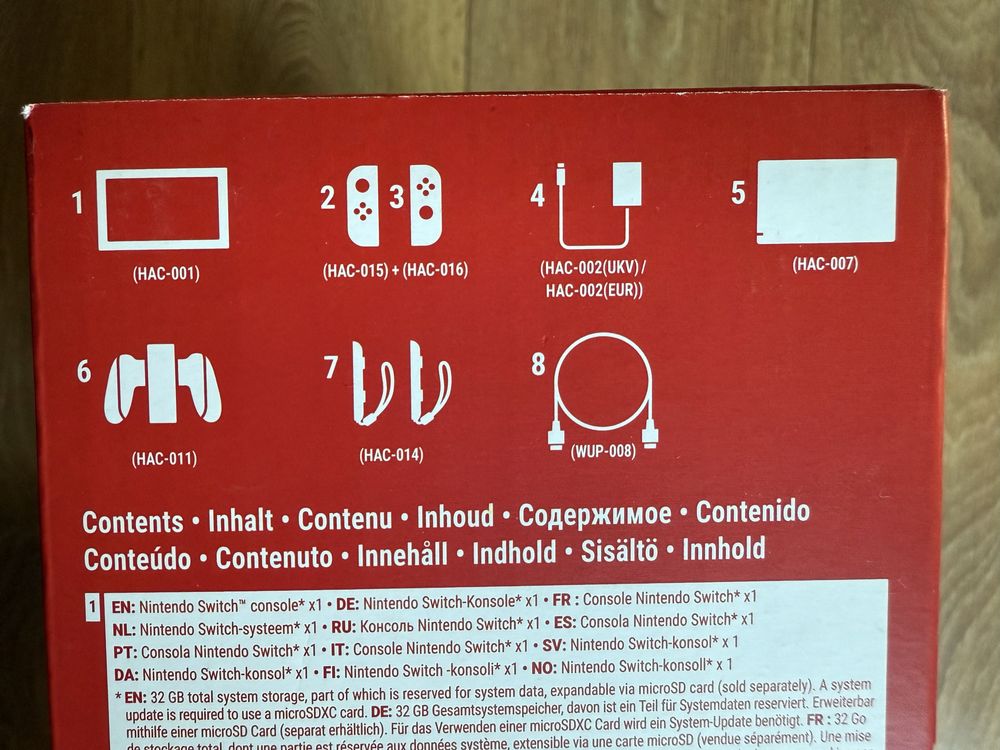 1 2 3 4 5
(HAC-001) (HAC-015) + (HAC-016) (HAC-002(UKV) / (HAC-007)
HAC-002(EUR))
6 7 8
(HAC-011) (HAC-014) (WUP-008)
Contents • Inhalt • Contenu • Inhoud • Содержимое • Contenido
Conteúdo • Contenuto • Innehåll • Indhold • Sisältö • Innhold
1 EN: Nintendo Switch™ console* x1 • DE: Nintendo Switch-Konsole* x1 • FR : Console Nintendo Switch* x1
NL: Nintendo Switch-systeem* x1 • RU: Консоль Nintendo Switch* x1 • ES: Consola Nintendo Switch* x1
PT: Consola Nintendo Switch* x1 • IT: Console Nintendo Switch* x1 • SV: Nintendo Switch-konsol* x 1
DA: Nintendo Switch-konsol* x1 • FI: Nintendo Switch -konsoli* x1 • NO: Nintendo Switch-konsoll* x 1
* EN: 32 GB total system storage, part of which is reserved for system data, expandable via microSD card (sold separately). A system
update is required to use a microSDXC card. DE: 32 GB Gesamtsystemspeicher, davon ist ein Teil für Systemdaten reserviert. Erweiterbar
mithilfe einer microSD Card (separat erhältlich). Für das Verwenden einer microSDXC Card wird ein System-Update benötigt. FR : 32 Go
de stockage total, dont une partie est réservée aux données système, extensible via une carte microSD (vendue séparément). Une mise